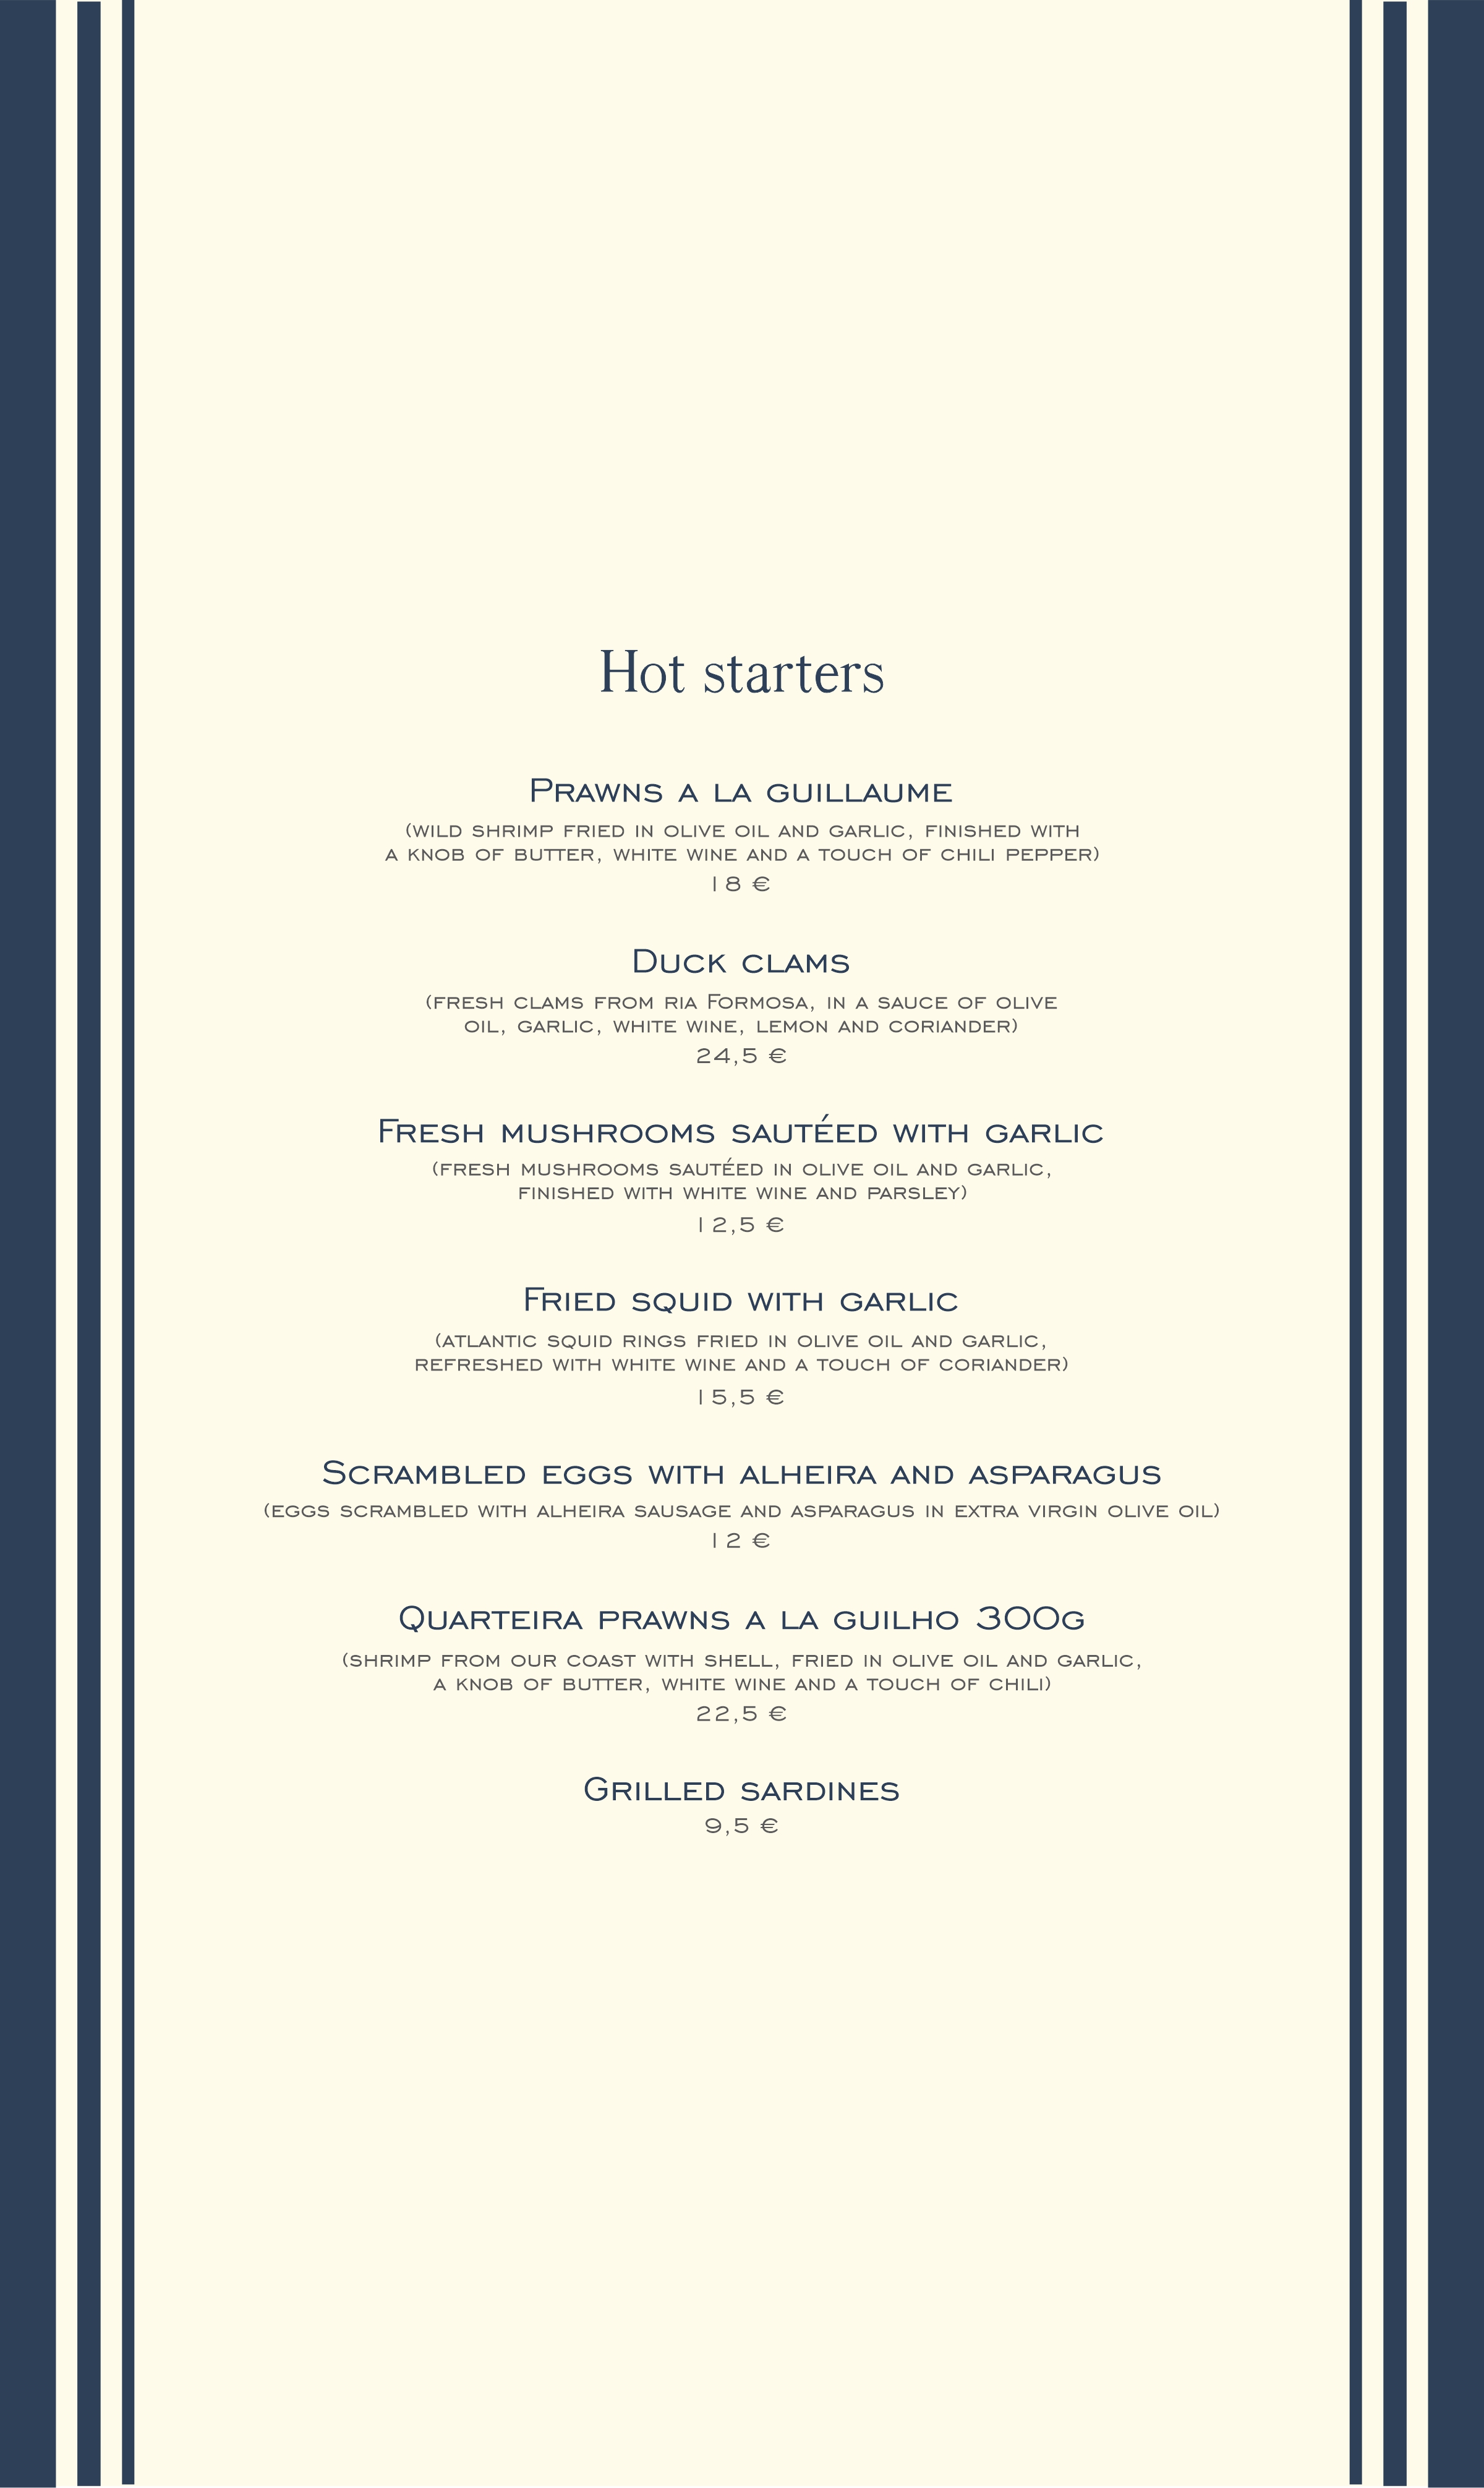 Hot starters
Prawns a la guillaume
(wild shrimp fried in olive oil and garlic, finished with
a knob of butter, white wine and a touch of chili pepper)
18 €
Duck clams
(fresh clams from ria Formosa, in a sauce of olive
oil, garlic, white wine, lemon and coriander)
24,5 €
Fresh mushrooms sautéed with garlic
(fresh mushrooms sautéed in olive oil and garlic,
finished with white wine and parsley)
12,5 €
Fried squid with garlic
(atlantic squid rings fried in olive oil and garlic,
refreshed with white wine and a touch of coriander)
15,5 €
Scrambled eggs with alheira and asparagus
(eggs scrambled with alheira sausage and asparagus in extra virgin olive oil)
12 €
Quarteira prawns a la guilho 300g
(shrimp from our coast with shell, fried in olive oil and garlic,
a knob of butter, white wine and a touch of chili)
22,5 €
Grilled sardines
9,5 €